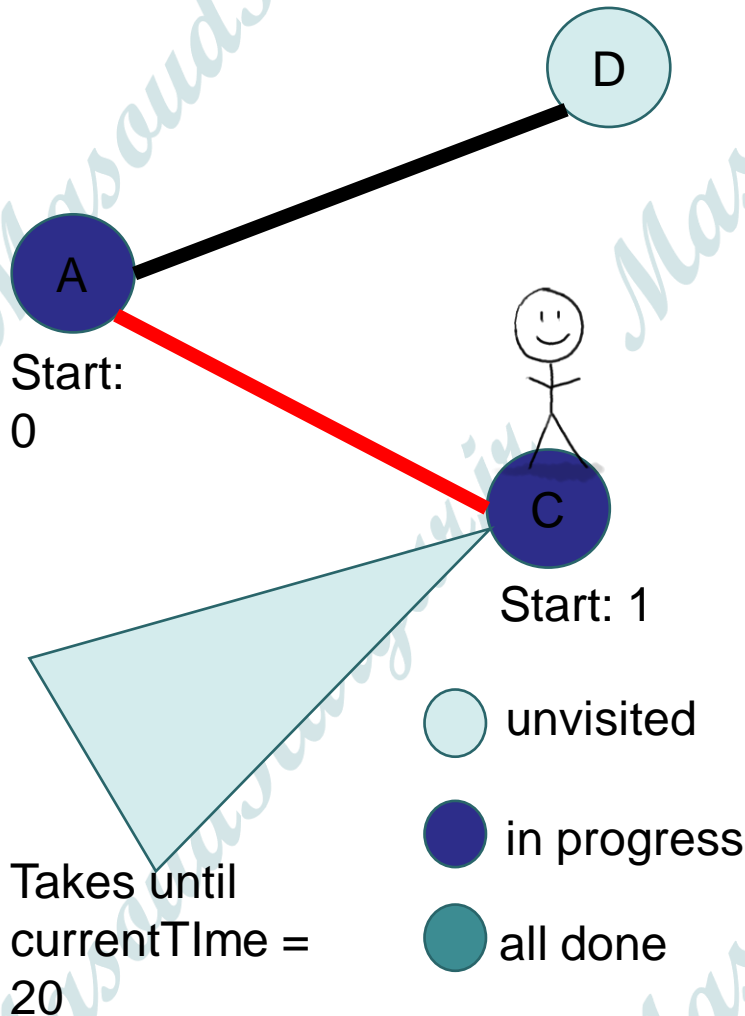 D
A
Start:
0
C
Start: 1
unvisited
in progress
Takes until
currentTIme =
20
all done